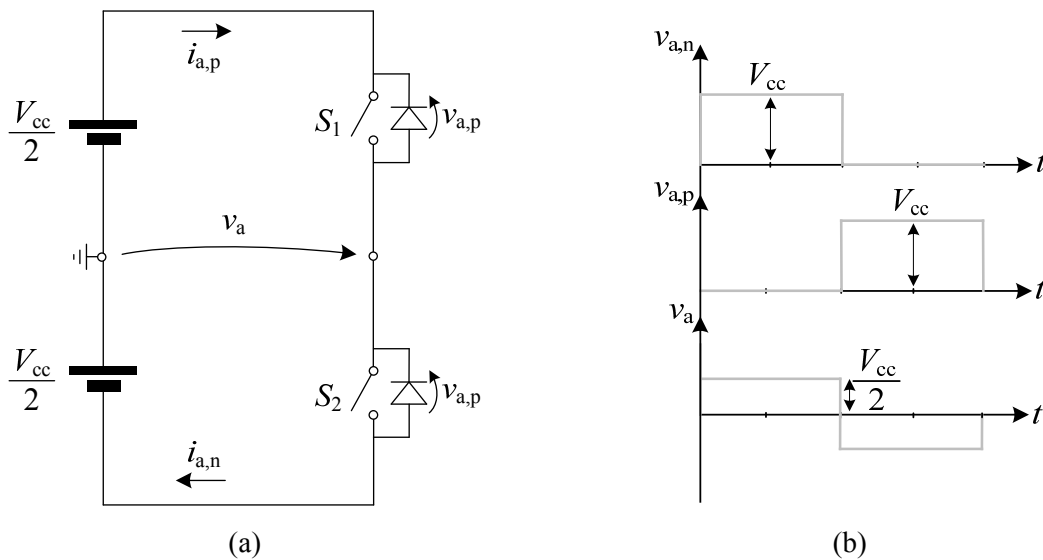 i_a,p
V_cc
2
S_1
v_a,p
v_a
V_cc
2
S_2
v_a,p
i_a,n
(a)
v_a,n
V_cc
t
v_a,p
V_cc
t
v_a
V_cc
2
t
(b)